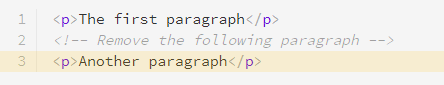 1 <p>The first paragraph</p>
2 <!-- Remove the following paragraph -->
3 <p>Another paragraph</p>